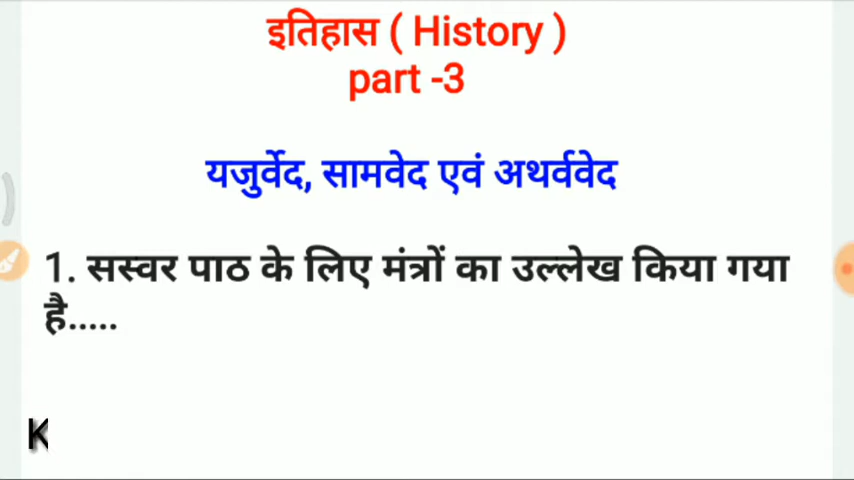 इतिहास ( History )
part -3
यजुर्वेद, सामवेद एवं अथर्ववेद
1. सस्वर पाठ के लिए मंत्रों का उल्लेख किया गया
है.....
K